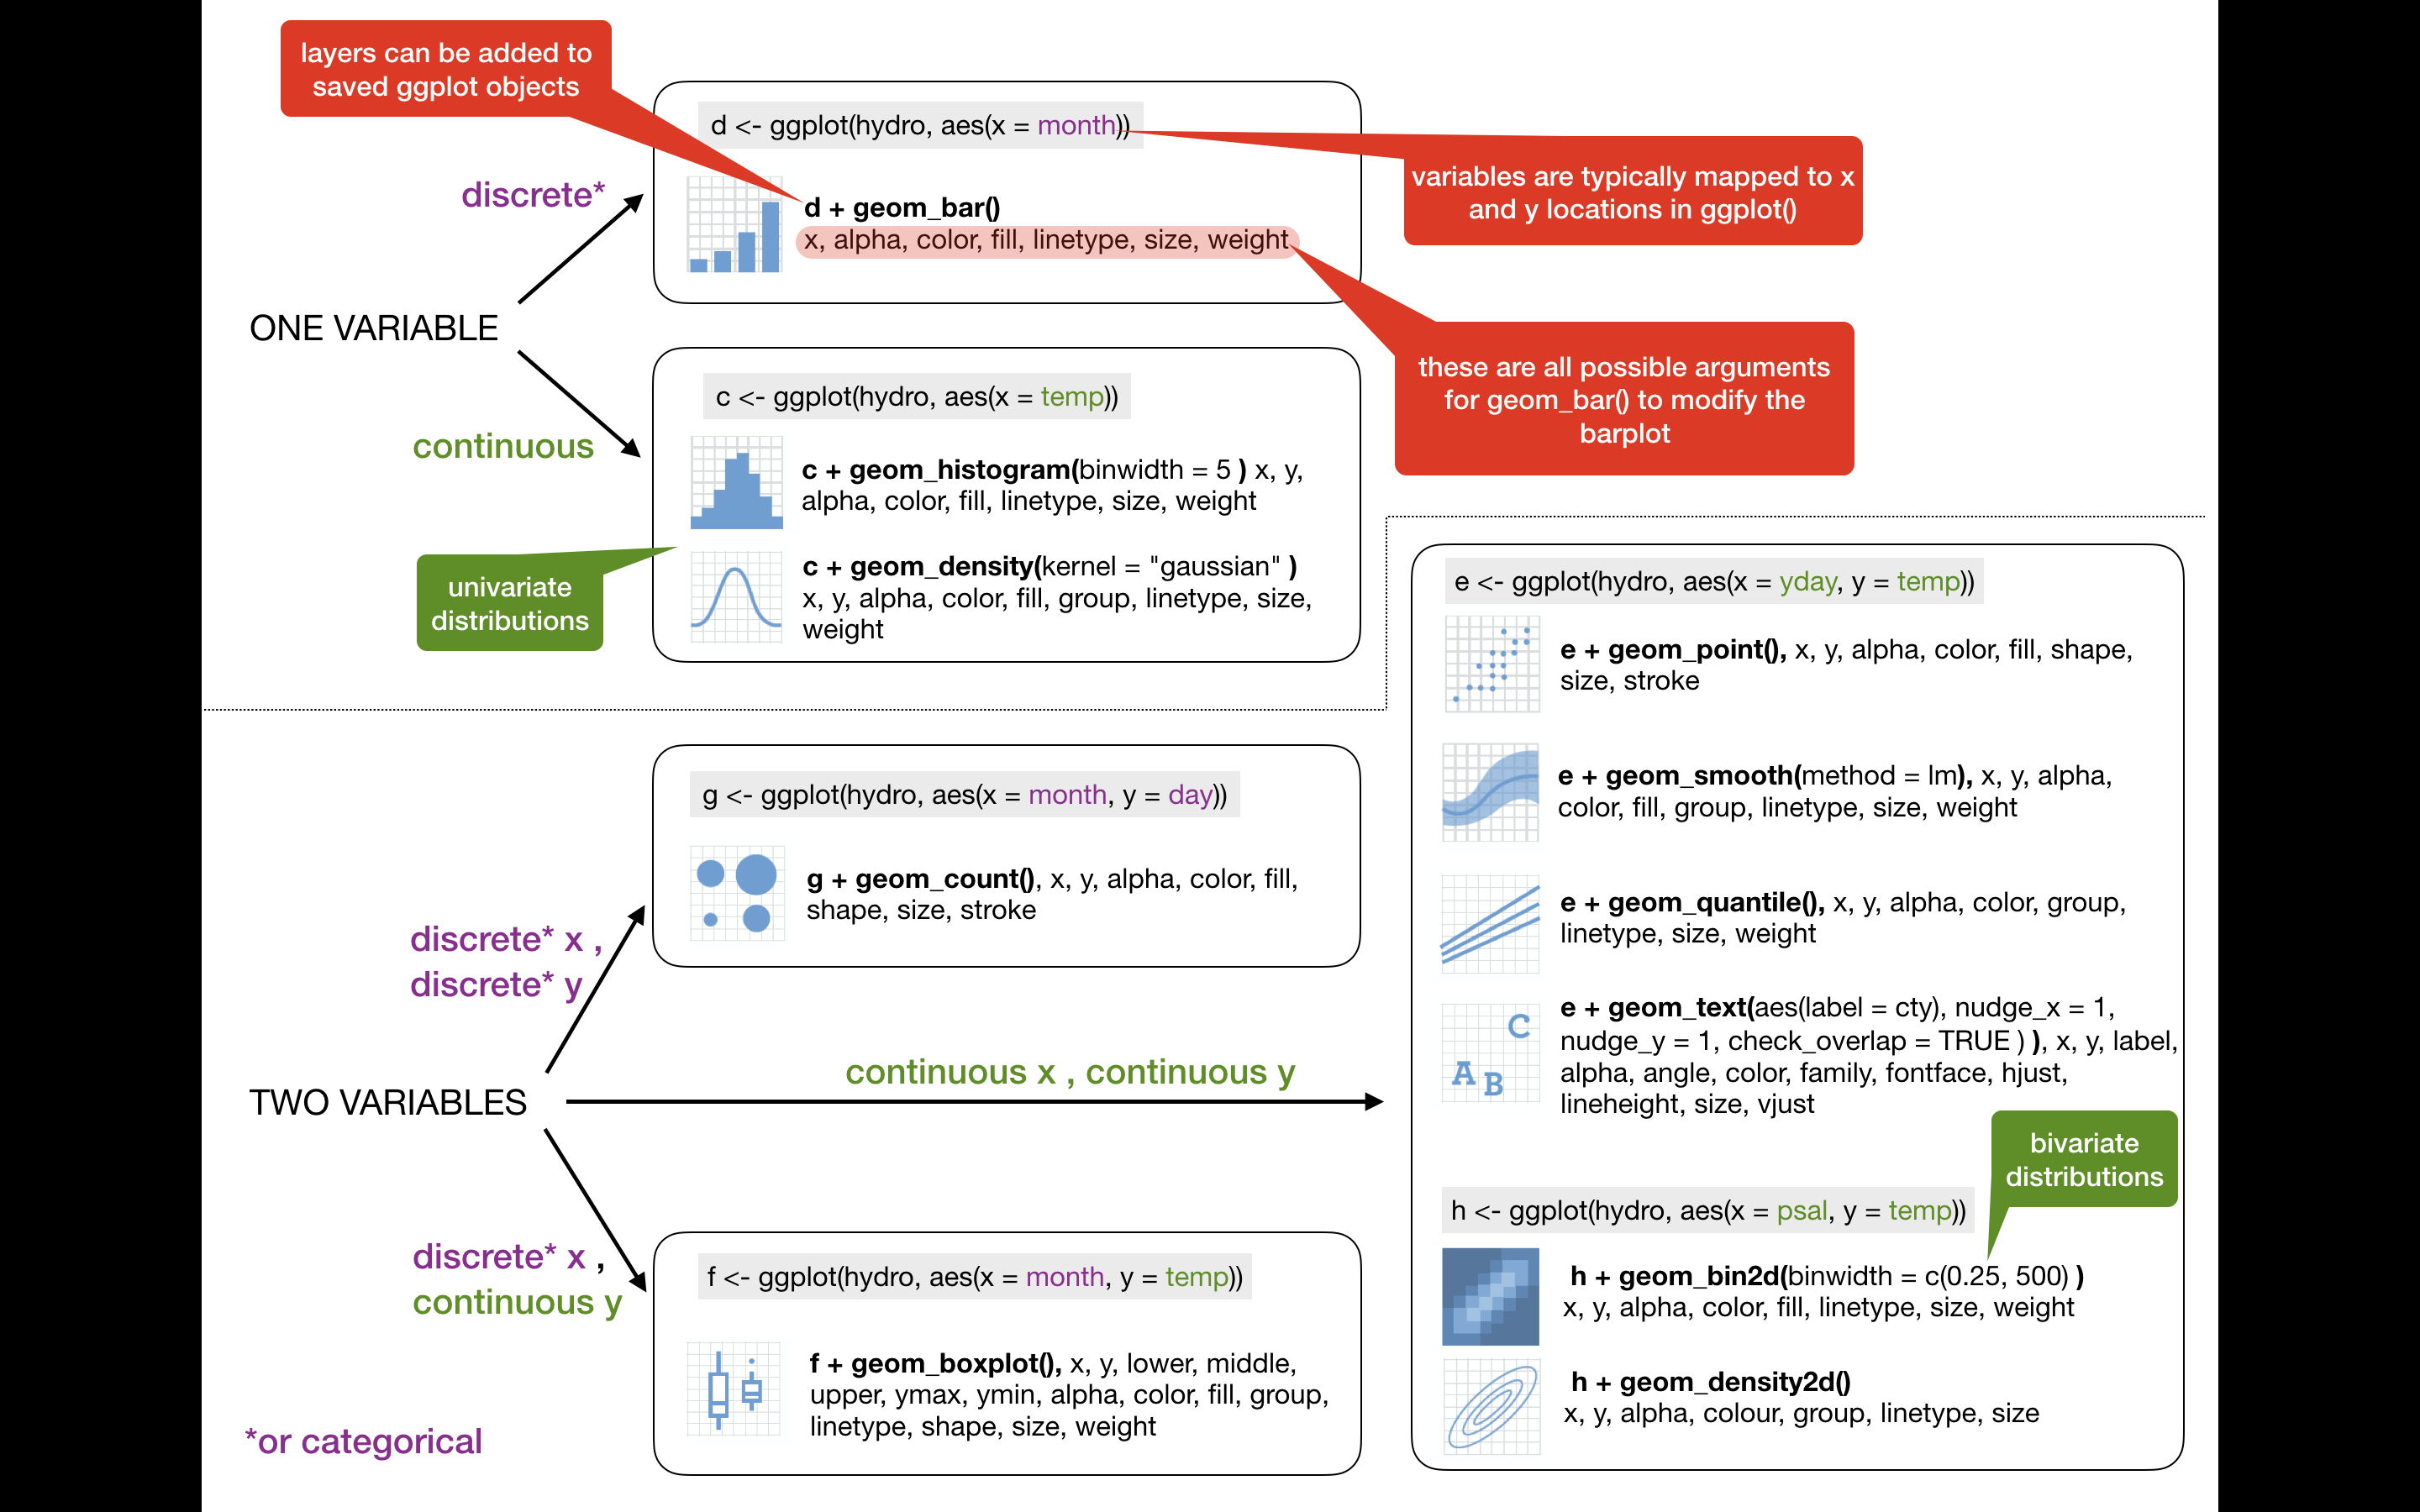 layers can be added to
saved ggplot objects
d <- ggplot(hydro, aes(x = month))
variables are typically mapped to x
and y locations in ggplot()
discrete*
d + geom_bar()
x, alpha, color, fill, linetype, size, weight
ONE VARIABLE
these are all possible arguments
for geom_bar() to modify the
barplot
c <- ggplot(hydro, aes(x = temp))
continuous
c + geom_histogram(binwidth = 5 ) x, y,
alpha, color, fill, linetype, size, weight
univariate
distributions
c + geom_density(kernel = "gaussian" )
x, y, alpha, color, fill, group, linetype, size,
weight
e <- ggplot(hydro, aes(x = yday, y = temp))
e + geom_point(), x, y, alpha, color, fill, shape,
size, stroke
e + geom_smooth(method = lm), x, y, alpha,
color, fill, group, linetype, size, weight
e + geom_quantile(), x, y, alpha, color, group,
linetype, size, weight
C
A B
e + geom_text(aes(label = cty), nudge_x = 1,
nudge_y = 1, check_overlap = TRUE ) ), x, y, label,
alpha, angle, color, family, fontface, hjust,
lineheight, size, vjust
bivariate
distributions
h <- ggplot(hydro, aes(x = psal, y = temp))
h + geom_bin2d(binwidth = c(0.25, 500) )
x, y, alpha, color, fill, linetype, size, weight
h + geom_density2d()
x, y, alpha, colour, group, linetype, size
g <- ggplot(hydro, aes(x = month, y = day))
g + geom_count(), x, y, alpha, color, fill,
shape, size, stroke
discrete* x ,
discrete* y
continuous x , continuous y
TWO VARIABLES
discrete* x ,
continuous y
f <- ggplot(hydro, aes(x = month, y = temp))
f + geom_boxplot(), x, y, lower, middle,
upper, ymax, ymin, alpha, color, fill, group,
linetype, shape, size, weight
*or categorical